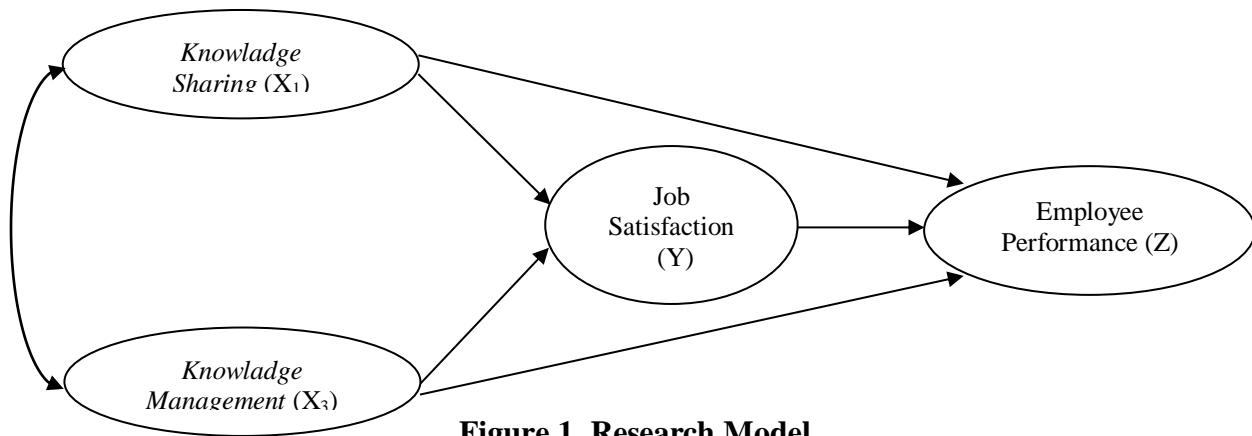 Knowladge
Sharing (X₁)
Job
Satisfaction
(Y)
Employee
Performance (Z)
Knowladge
Management (X₃)
Figure 1. Research Model